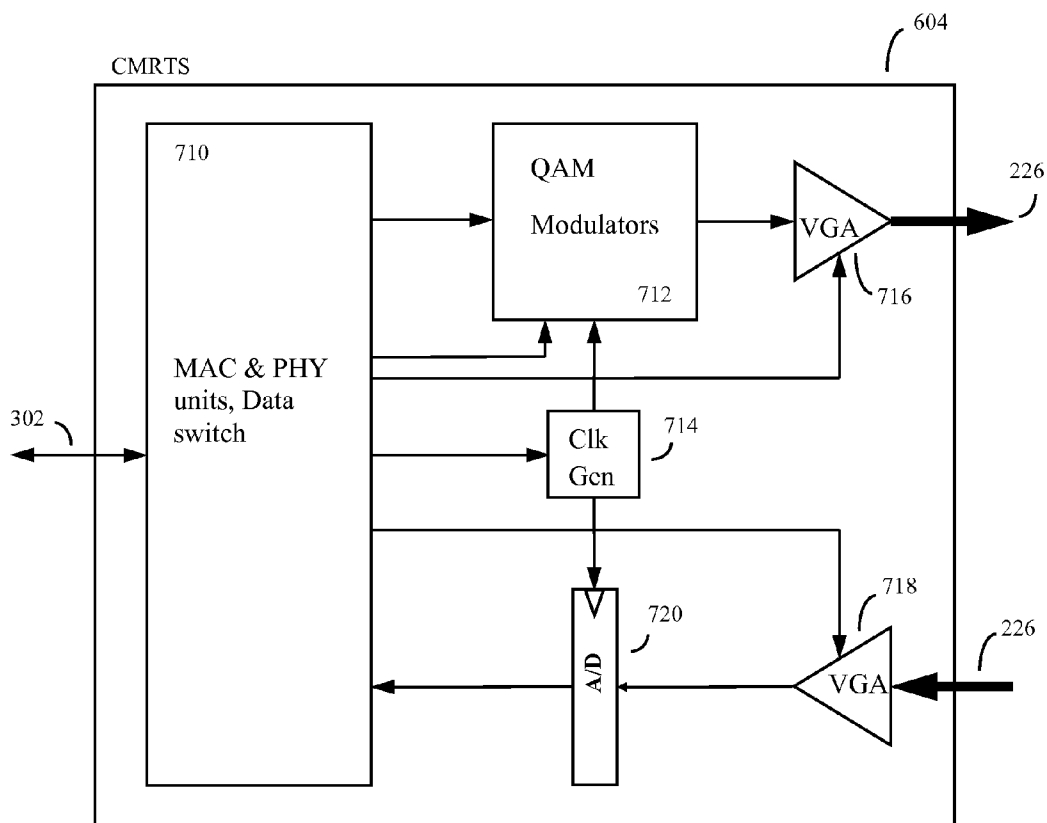 604
CMRTS
710
QAM
Modulators
712
VGA
716
226
MAC & PHY
units, Data
switch
302
Clk
Gen
714
718
720
A/D
VGA
226